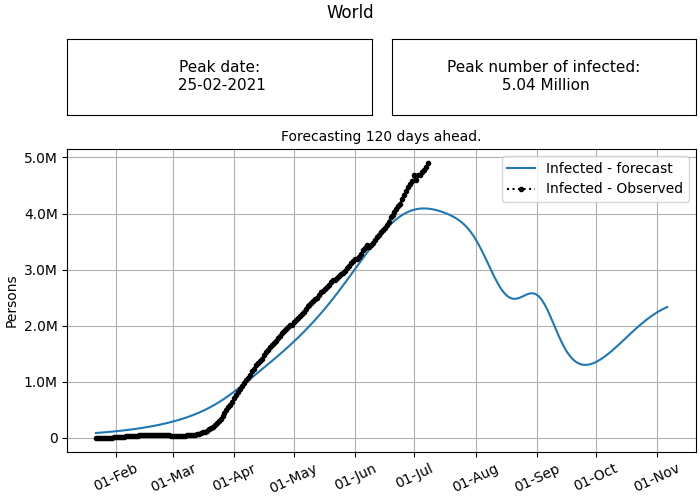 World
Peak date:
25-02-2021
Peak number of infected:
5.04 Million
Forecasting 120 days ahead.
5.0M
4.0M
3.0M
2.0M
1.0M
0
Persons
Infected - forecast
Infected - Observed
01-Feb
01-Mar
01-Apr
01-May
01-Jun
01-Jul
01-Aug
01-Sep
01-Oct
01-Nov